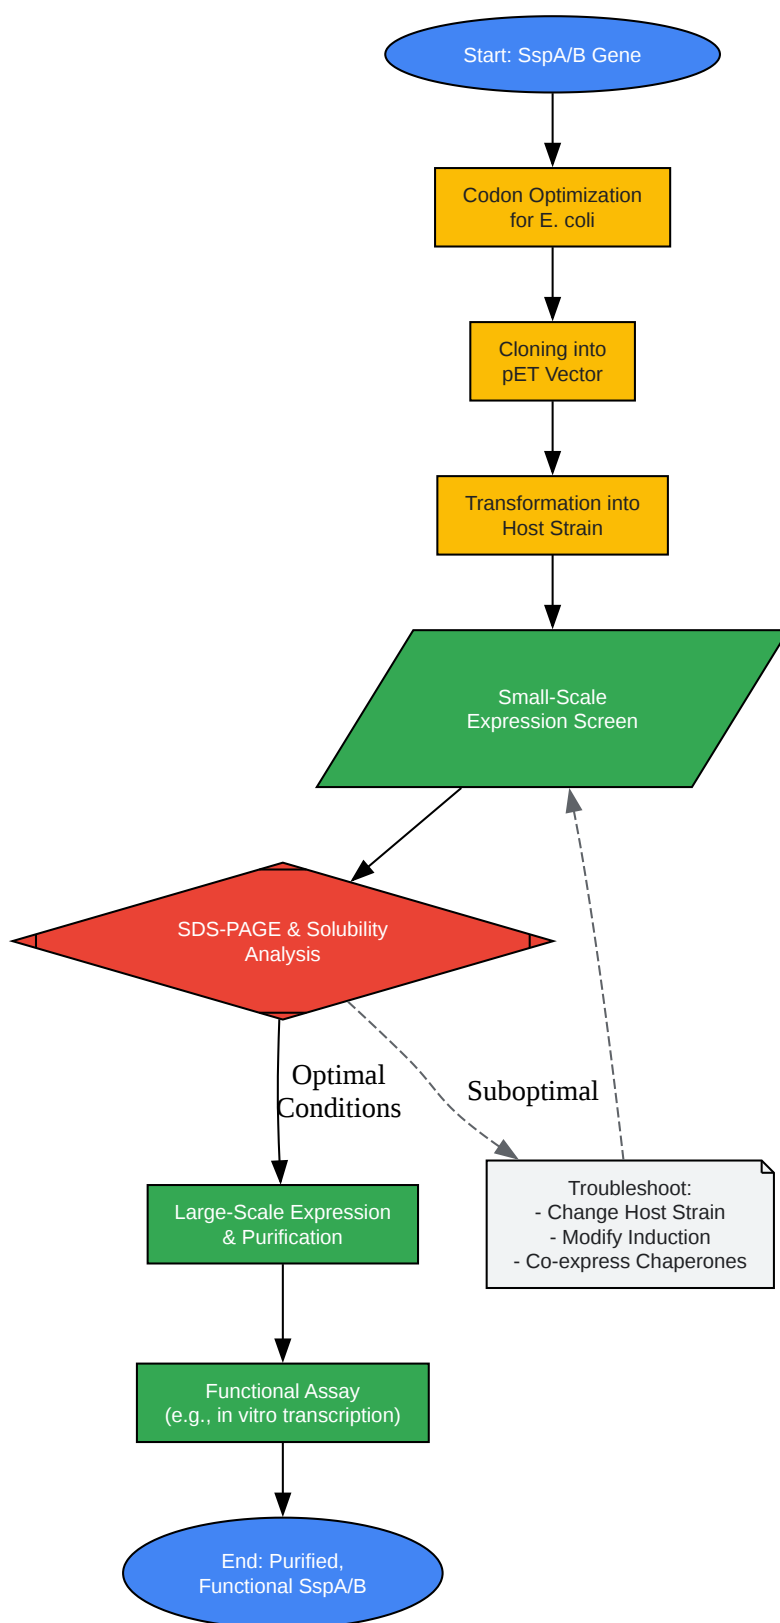 Start: SspA/B Gene
Codon Optimization
for E. coli
Cloning into
pET Vector
Transformation into
Host Strain
Small-Scale
Expression Screen
SDS-PAGE & Solubility
Analysis
Optimal
Conditions
Suboptimal
Troubleshoot:
- Change Host Strain
- Modify Induction
- Co-express Chaperones
Large-Scale Expression
& Purification
Functional Assay
(e.g., in vitro transcription)
End: Purified,
Functional SspA/B